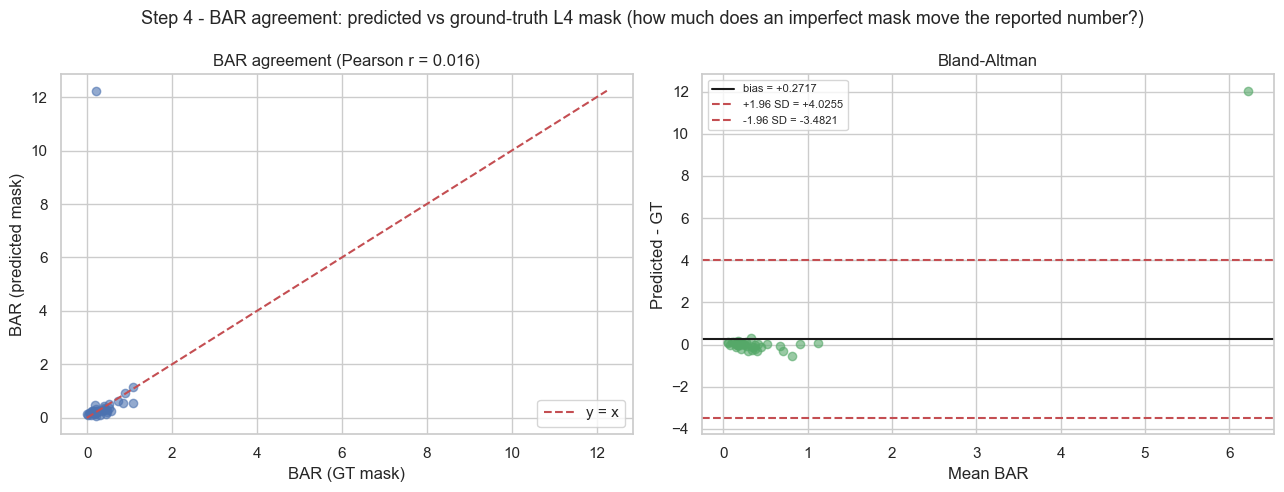 Step 4 - BAR agreement: predicted vs ground-truth L4 mask (how much does an imperfect mask move the reported number?)
BAR agreement (Pearson r = 0.016)
12
10
8
6
4
2
0
BAR (predicted mask)
y = x
0 2 4 6 8 10 12
BAR (GT mask)
Bland-Altman
bias = +0.2717
+1.96 SD = +4.0255
-1.96 SD = -3.4821
12
10
8
6
4
2
0
−2
−4
Predicted - GT
0 1 2 3 4 5 6
Mean BAR